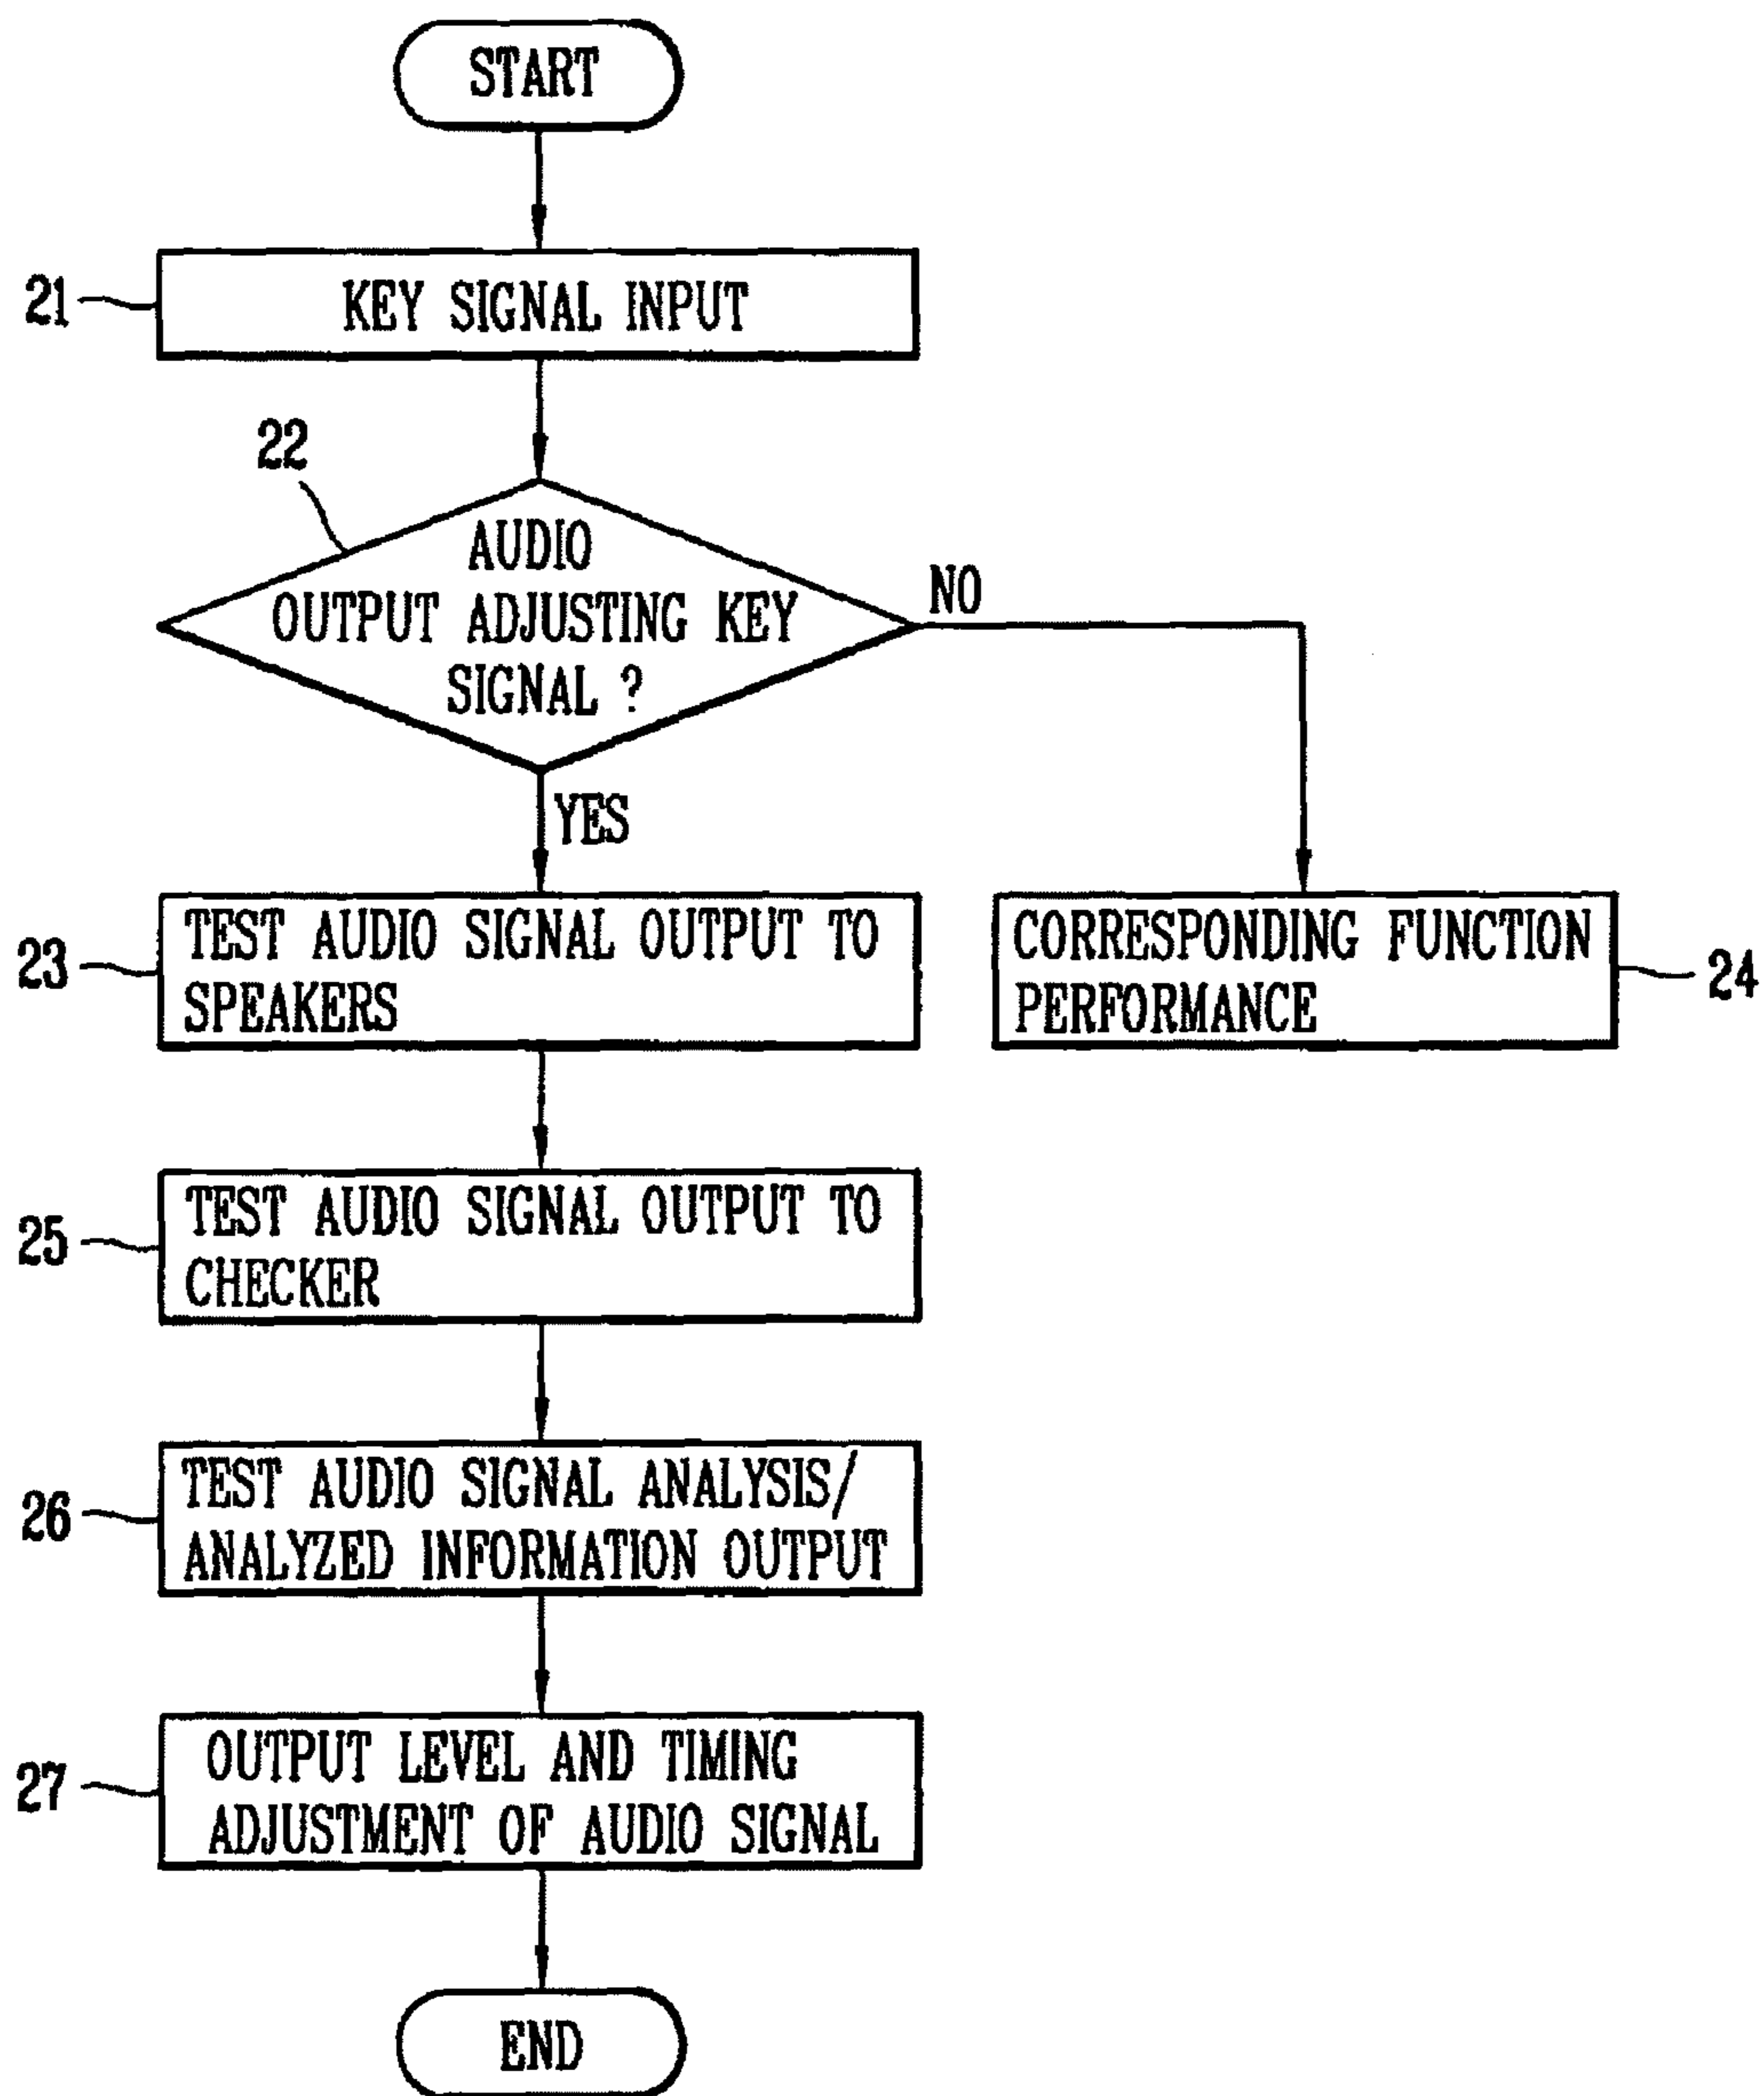 START
21
KEY SIGNAL INPUT
22
AUDIO
OUTPUT ADJUSTING KEY
SIGNAL ?
NO
YES
23
TEST AUDIO SIGNAL OUTPUT TO
SPEAKERS
CORRESPONDING FUNCTION
PERFORMANCE
24
25
TEST AUDIO SIGNAL OUTPUT TO
CHECKER
26
TEST AUDIO SIGNAL ANALYSIS/
ANALYZED INFORMATION OUTPUT
27
OUTPUT LEVEL AND TIMING
ADJUSTMENT OF AUDIO SIGNAL
END